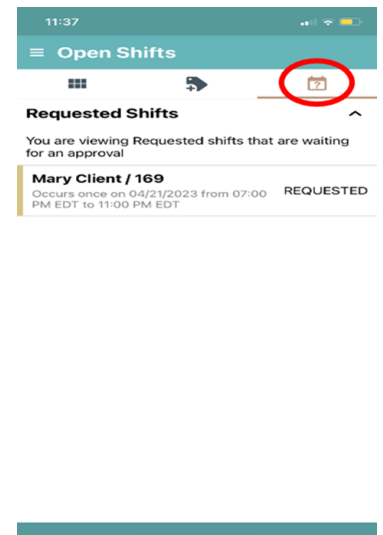 11:37
Open Shifts
?
Requested Shifts
You are viewing Requested shifts that are waiting
for an approval
Mary Client / 169
Occurs once on 04/21/2023 from 07:00
PM EDT to 11:00 PM EDT
REQUESTED